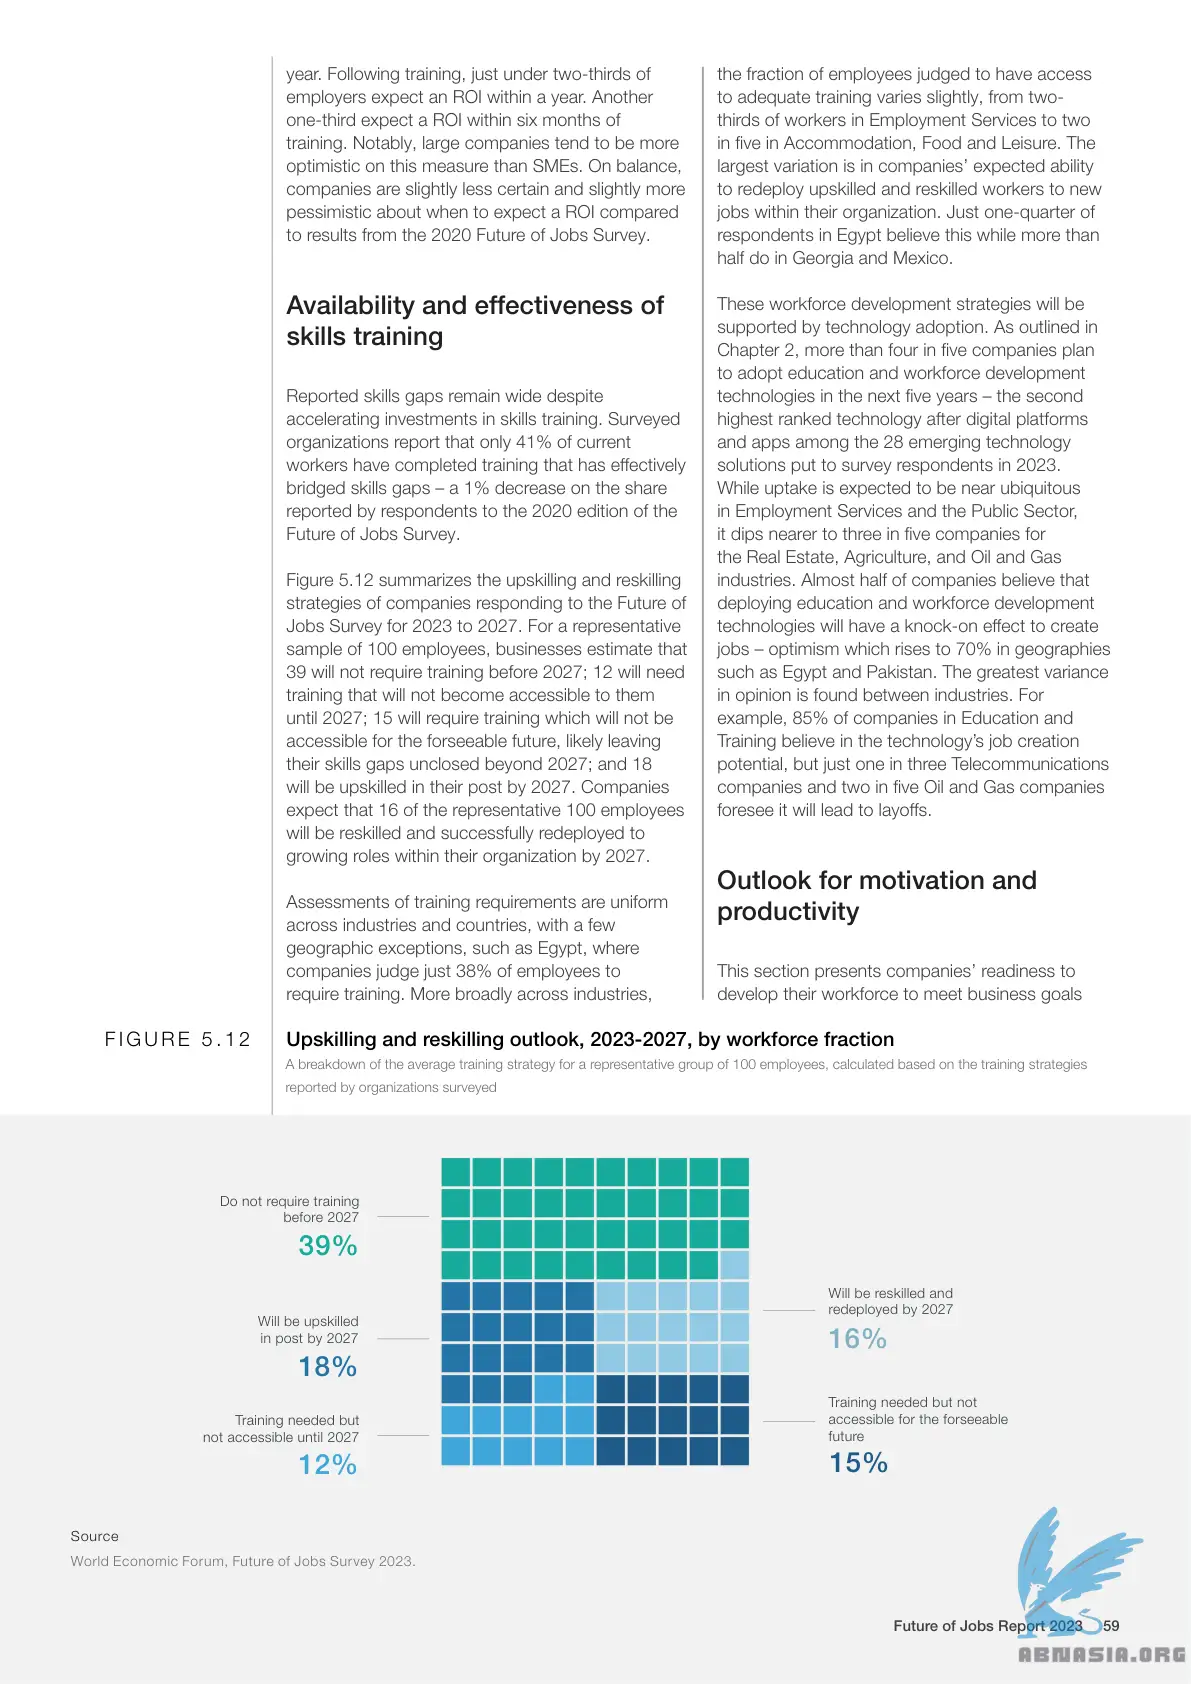 year. Following training, just under two-thirds of
employers expect an ROI within a year. Another
one-third expect a ROI within six months of
training. Notably, large companies tend to be more
optimistic on this measure than SMEs. On balance,
companies are slightly less certain and slightly more
pessimistic about when to expect a ROI compared
to results from the 2020 Future of Jobs Survey.
Availability and effectiveness of
skills training
Reported skills gaps remain wide despite
accelerating investments in skills training. Surveyed
organizations report that only 41% of current
workers have completed training that has effectively
bridged skills gaps – a 1% decrease on the share
reported by respondents to the 2020 edition of the
Future of Jobs Survey.
Figure 5.12 summarizes the upskilling and reskilling
strategies of companies responding to the Future of
Jobs Survey for 2023 to 2027. For a representative
sample of 100 employees, businesses estimate that
39 will not require training before 2027; 12 will need
training that will not become accessible to them
until 2027; 15 will require training which will not be
accessible for the forseeable future, likely leaving
their skills gaps unclosed beyond 2027; and 18
will be upskilled in their post by 2027. Companies
expect that 16 of the representative 100 employees
will be reskilled and successfully redeployed to
growing roles within their organization by 2027.
Assessments of training requirements are uniform
across industries and countries, with a few
geographic exceptions, such as Egypt, where
companies judge just 38% of employees to
require training. More broadly across industries,
the fraction of employees judged to have access
to adequate training varies slightly, from two-
thirds of workers in Employment Services to two
in five in Accommodation, Food and Leisure. The
largest variation is in companies' expected ability
to redeploy upskilled and reskilled workers to new
jobs within their organization. Just one-quarter of
respondents in Egypt believe this while more than
half do in Georgia and Mexico.
These workforce development strategies will be
supported by technology adoption. As outlined in
Chapter 2, more than four in five companies plan
to adopt education and workforce development
technologies in the next five years – the second
highest ranked technology after digital platforms
and apps among the 28 emerging technology
solutions put to survey respondents in 2023.
While uptake is expected to be near ubiquitous
in Employment Services and the Public Sector,
it dips nearer to three in five companies for
the Real Estate, Agriculture, and Oil and Gas
industries. Almost half of companies believe that
deploying education and workforce development
technologies will have a knock-on effect to create
jobs – optimism which rises to 70% in geographies
such as Egypt and Pakistan. The greatest variance
in opinion is found between industries. For
example, 85% of companies in Education and
Training believe in the technology's job creation
potential, but just one in three Telecommunications
companies and two in five Oil and Gas companies
foresee it will lead to layoffs.
Outlook for motivation and
productivity
This section presents companies' readiness to
develop their workforce to meet business goals
FIGURE 5.12
Upskilling and reskilling outlook, 2023-2027, by workforce fraction
A breakdown of the average training strategy for a representative group of 100 employees, calculated based on the training strategies
reported by organizations surveyed
Do not require training
before 2027
39%
Will be upskilled
in post by 2027
18%
Training needed but
not accessible until 2027
12%
Will be reskilled and
redeployed by 2027
16%
Training needed but not
accessible for the forseeable
future
15%
Source
World Economic Forum, Future of Jobs Survey 2023.
Future of Jobs Report 2023
59
ABNASIA.ORG